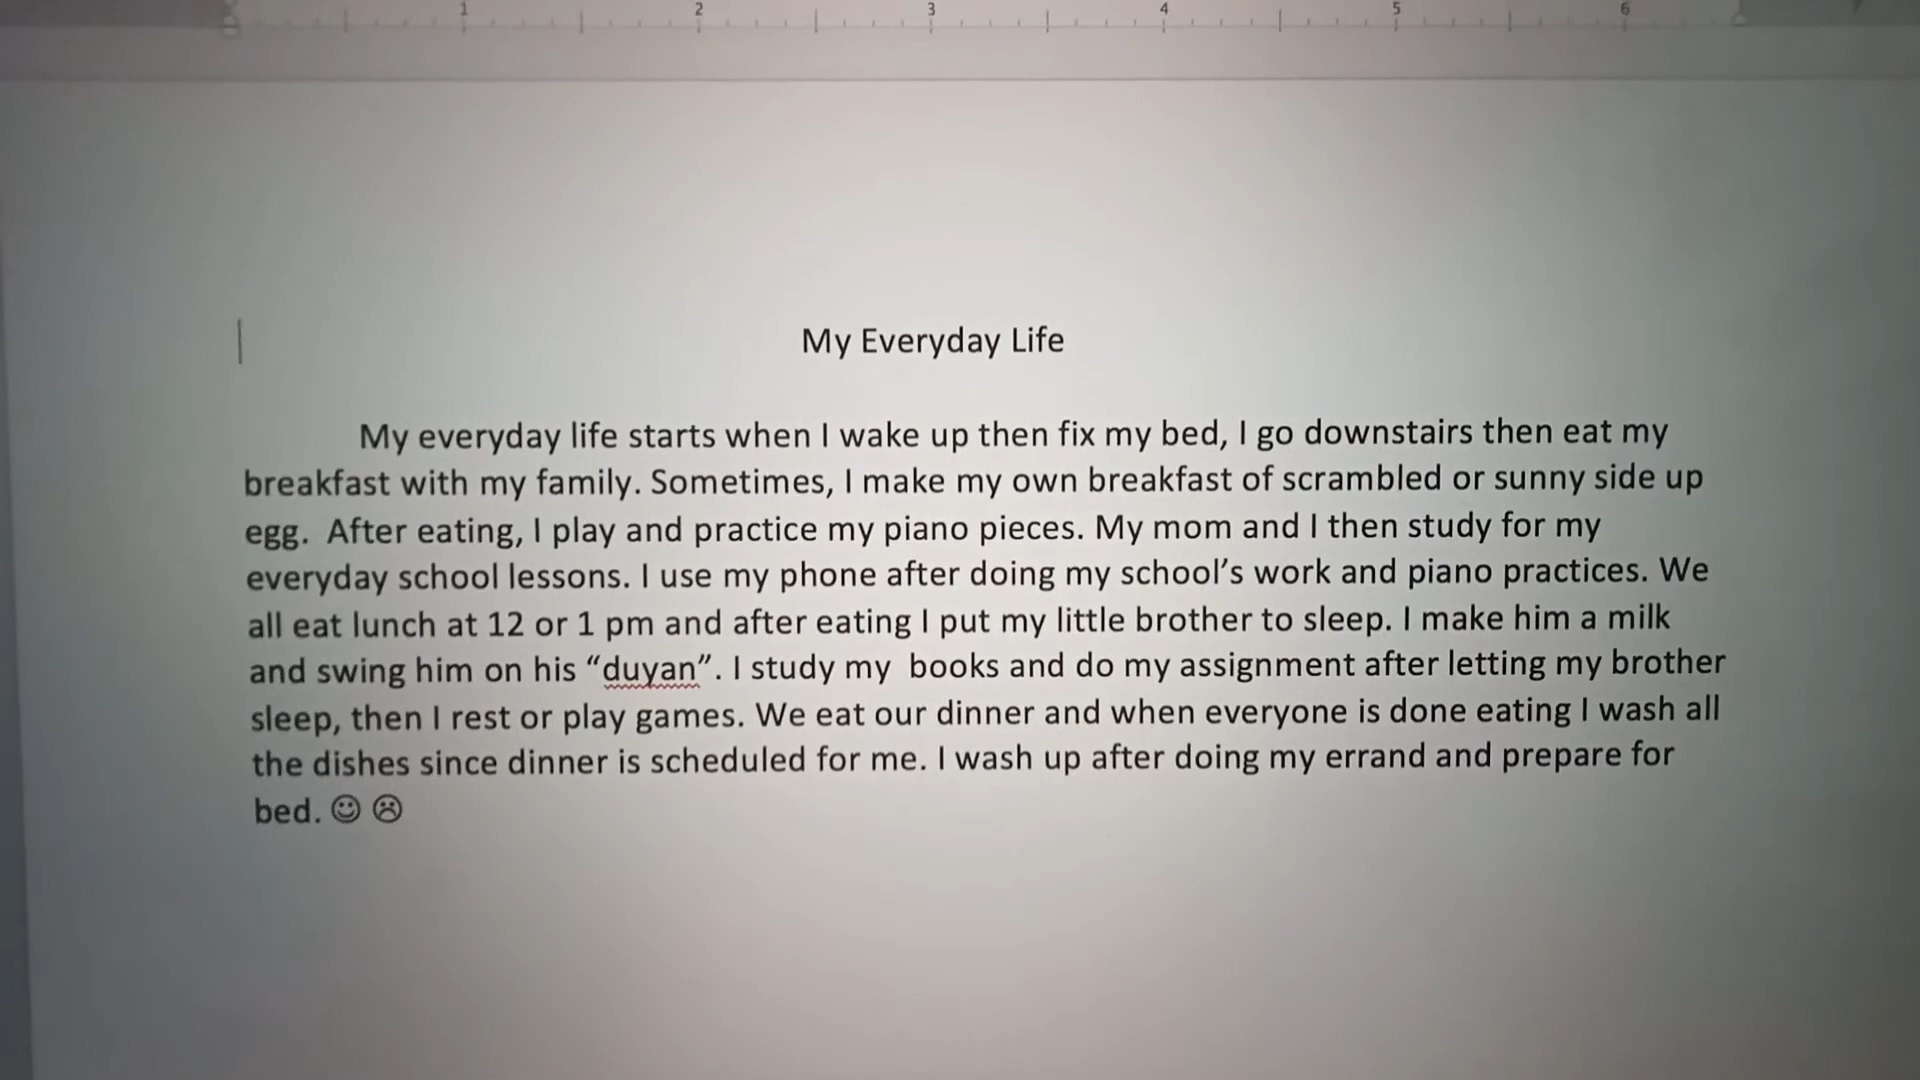 1 2 3 4 5 6 7
My Everyday Life
My everyday life starts when I wake up then fix my bed, I go downstairs then eat my
breakfast with my family. Sometimes, I make my own breakfast of scrambled or sunny side up
egg.  After eating, I play and practice my piano pieces. My mom and I then study for my
everyday school lessons. I use my phone after doing my school’s work and piano practices. We
all eat lunch at 12 or 1 pm and after eating I put my little brother to sleep. I make him a milk
and swing him on his “duyan”. I study my  books and do my assignment after letting my brother
sleep, then I rest or play games. We eat our dinner and when everyone is done eating I wash all
the dishes since dinner is scheduled for me. I wash up after doing my errand and prepare for
bed. ☺ ☹